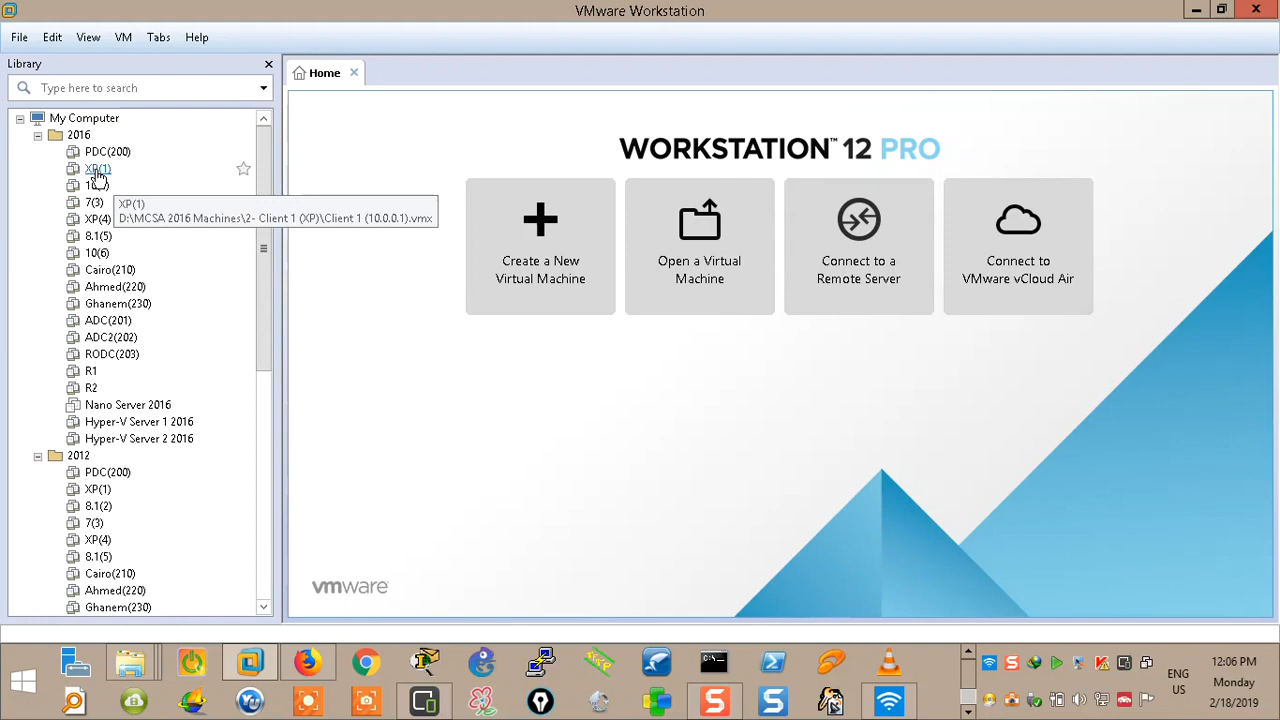 VMware Workstation
File Edit View VM Tabs Help
Library
Type here to search
My Computer
2016
PDC(200)
XP(1)
7(3)
XP(4)
8.1(5)
10(6)
Cairo(210)
Ahmed(220)
Ghanem(230)
ADC(201)
ADC2(202)
RODC(203)
R1
R2
Nano Server 2016
Hyper-V Server 1 2016
Hyper-V Server 2 2016
2012
PDC(200)
XP(1)
8.1(2)
7(3)
XP(4)
8.1(5)
Cairo(210)
Ahmed(220)
Ghanem(230)
XP(1)
D:\MCSA 2016 Machines\2- Client 1 (XP)\Client 1 (10.0.0.1).vmx
Home
WORKSTATION™ 12 PRO
Create a New
Virtual Machine
Open a Virtual
Machine
Connect to a
Remote Server
Connect to
VMware vCloud Air
vmware
ENG
US
12:06 PM
Monday
2/18/2019